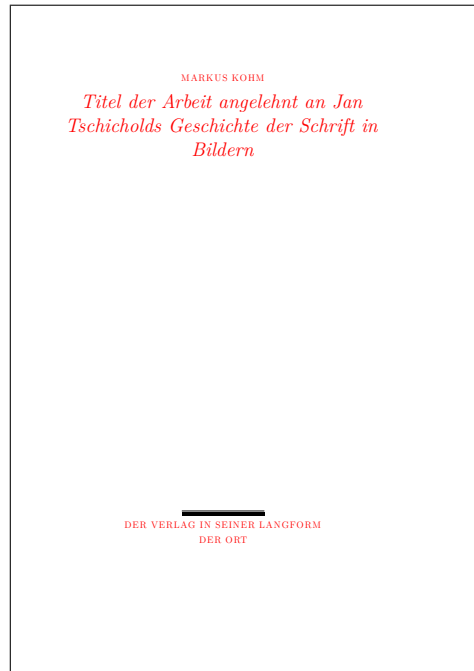 MARKUS KOHM
Titel der Arbeit angelehnt an Jan
Tschicholds Geschichte der Schrift in
Bildern
DER VERLAG IN SEINER LANGFORM
DER ORT